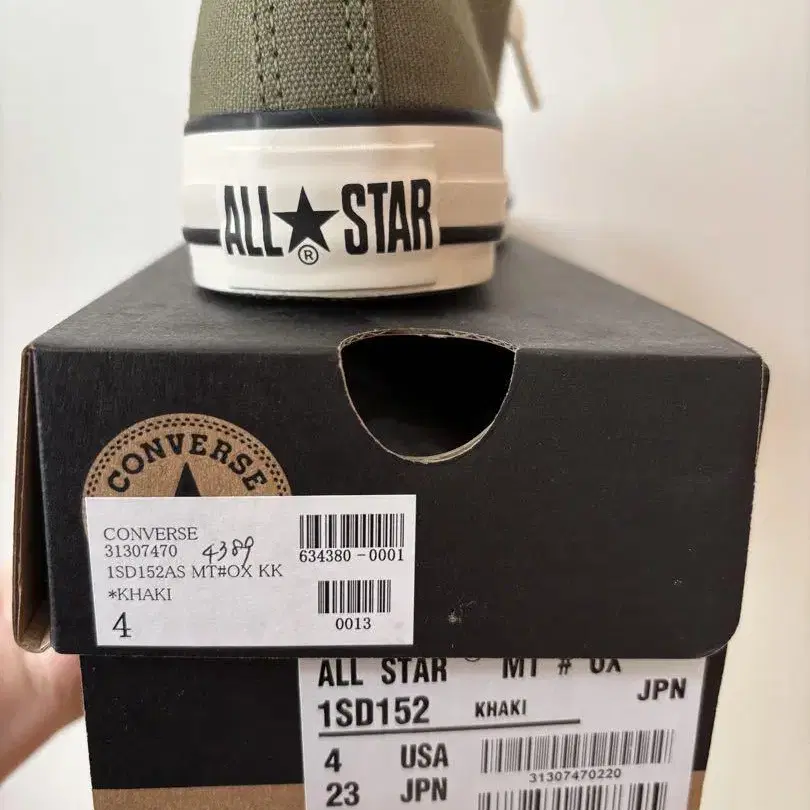 ALL★STAR
®
CONVERSE
CONVERSE
31307470 4389
1SD152AS MT#OX KK
*KHAKI
4
634380-0001
0013
ALL STAR® MT # OX
JPN
1SD152 KHAKI
4 USA
31307470220
23 JPN